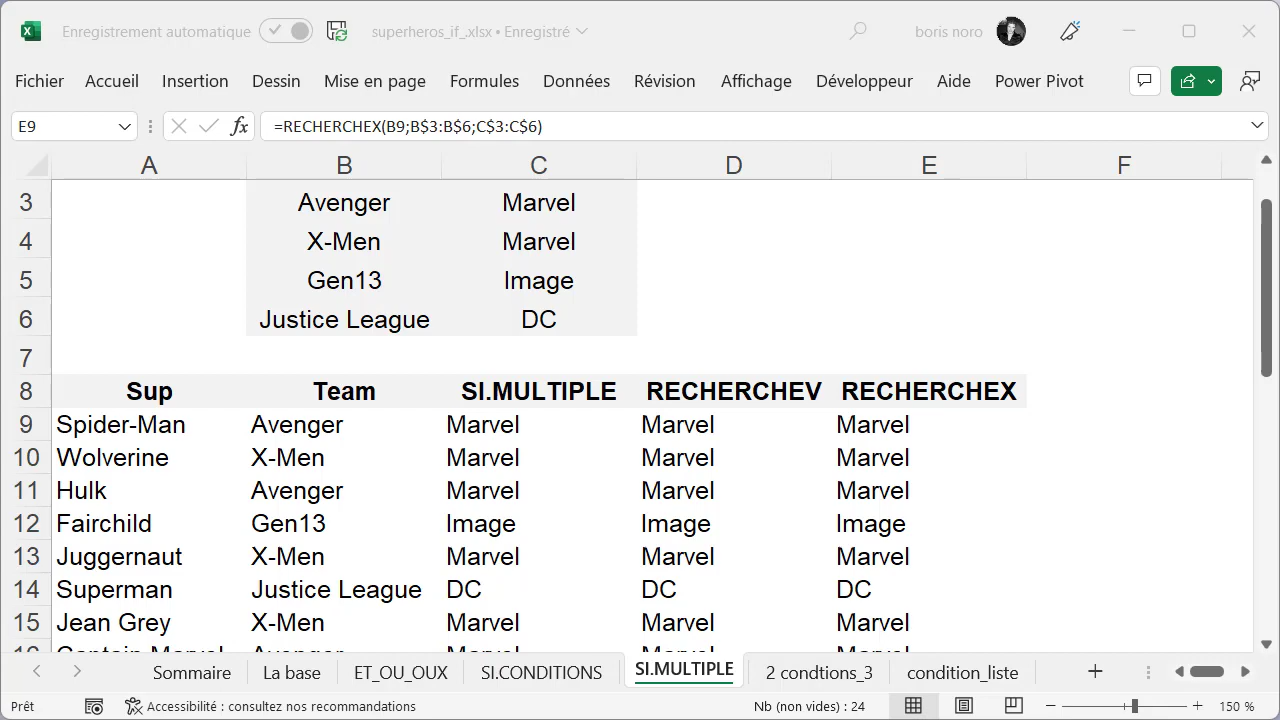 Enregistrement automatique superheros_if_.xlsx • Enregistré boris noro
Fichier Accueil Insertion Dessin Mise en page Formules Données Révision Affichage Développeur Aide Power Pivot
E9 fx =RECHERCHEX(B9;B$3:B$6;C$3:C$6)
A B C D E F
3 Avenger Marvel
4 X-Men Marvel
5 Gen13 Image
6 Justice League DC
7
8 Sup Team SI.MULTIPLE RECHERCHEV RECHERCHEX
9 Spider-Man Avenger Marvel Marvel Marvel
10 Wolverine X-Men Marvel Marvel Marvel
11 Hulk Avenger Marvel Marvel Marvel
12 Fairchild Gen13 Image Image Image
13 Juggernaut X-Men Marvel Marvel Marvel
14 Superman Justice League DC DC DC
15 Jean Grey X-Men Marvel Marvel Marvel
Sommaire La base ET_OU_OUX SI.CONDITIONS SI.MULTIPLE 2 condtions_3 condition_liste
Prêt Accessibilité : consultez nos recommandations Nb (non vides) : 24 150 %